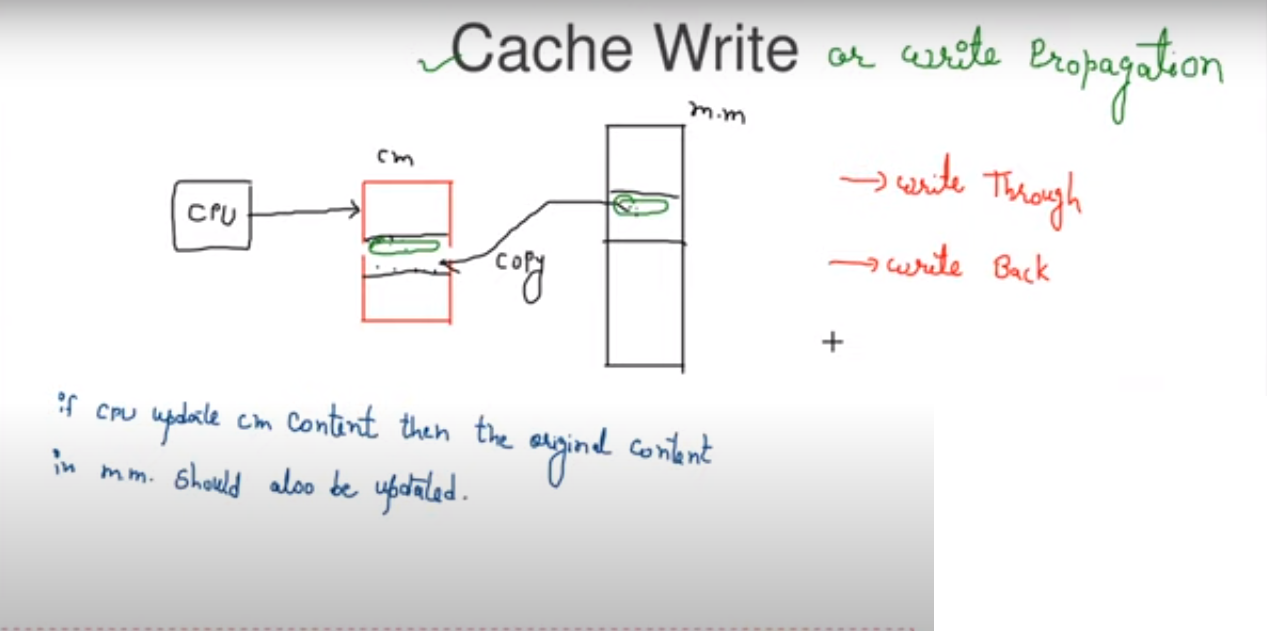 Cache Write or write Propagation
m.m
cm
CPU
copy
→ write Through
→ write Back
if CPU update cm content then the original content
in mm. should also be updated.